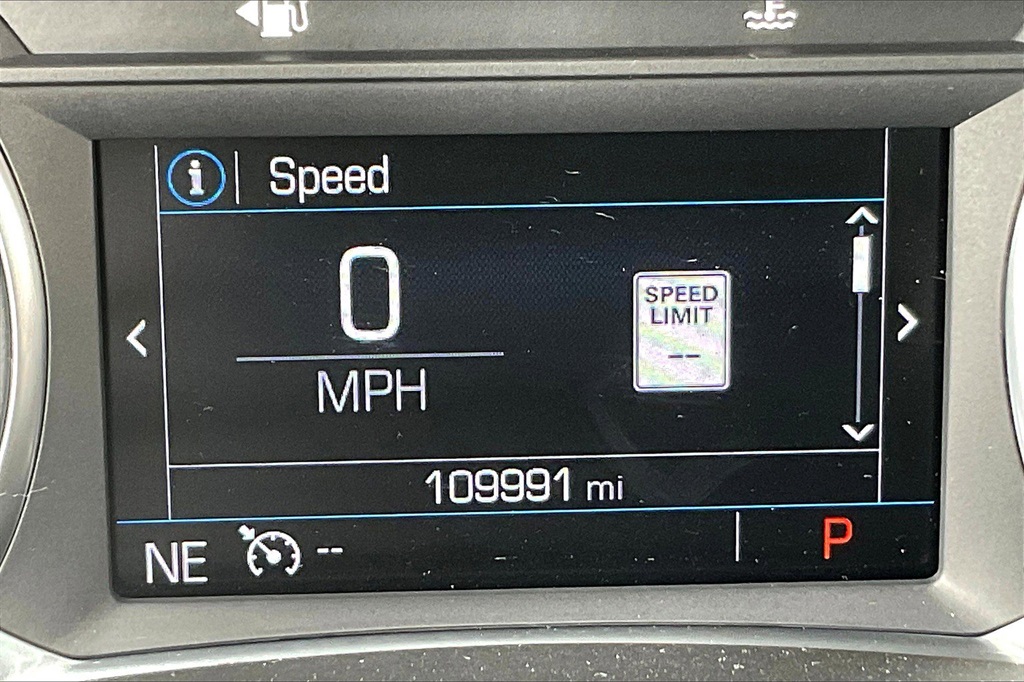 i Speed
0
MPH
SPEED
LIMIT
--
109991 mi
NE -- P